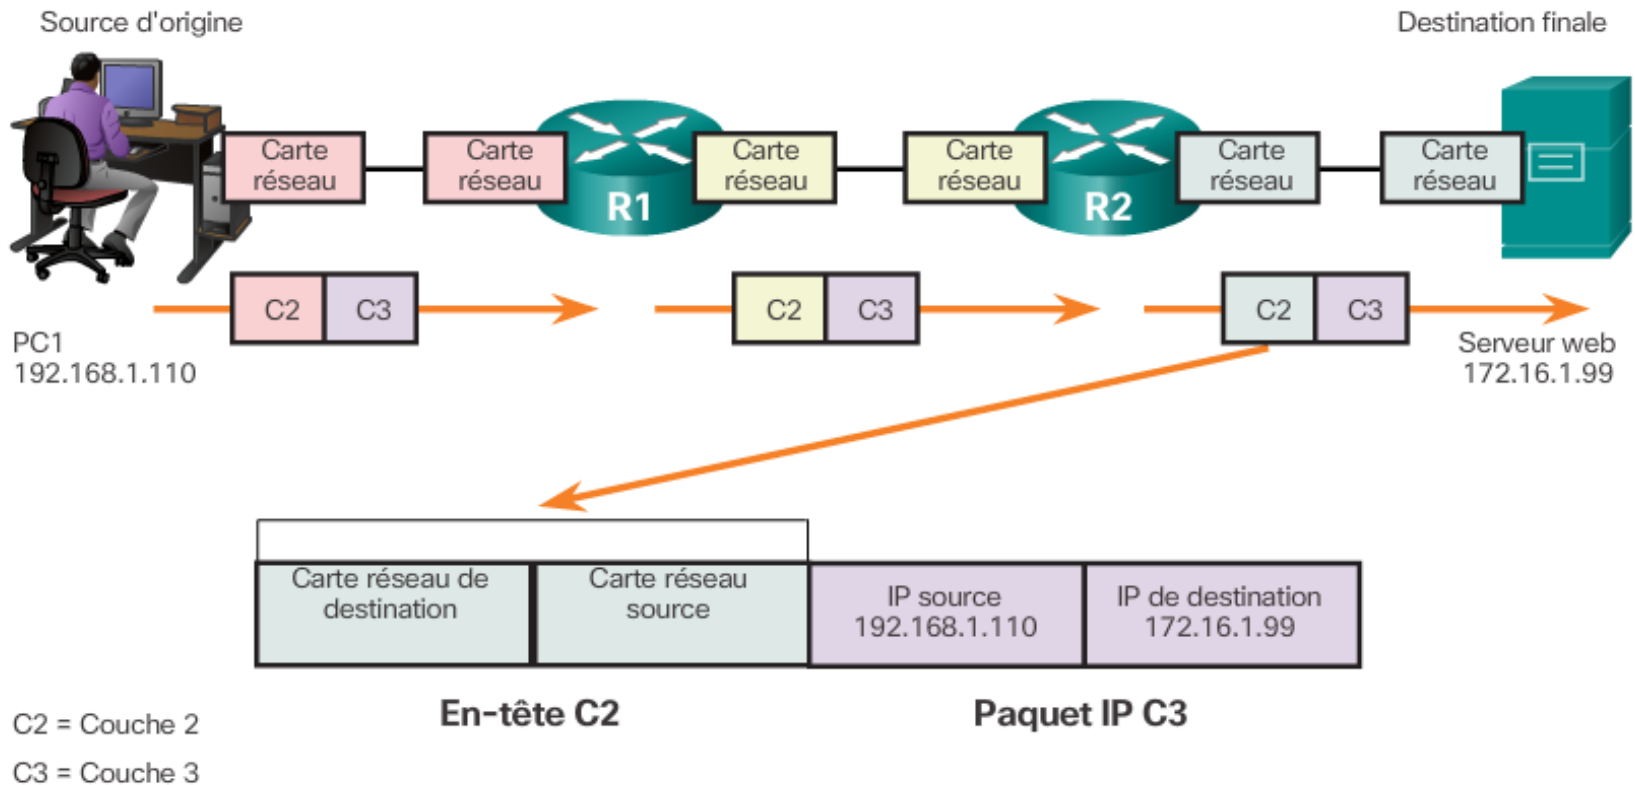 Source d'origine
Destination finale
Carte
réseau
Carte
réseau
R1
Carte
réseau
Carte
réseau
R2
Carte
réseau
Carte
réseau
C2
C3
C2
C3
C2
C3
PC1
192.168.1.110
Serveur web
172.16.1.99
Carte réseau de
destination
Carte réseau
source
IP source
192.168.1.110
IP de destination
172.16.1.99
En-tête C2
Paquet IP C3
C2 = Couche 2
C3 = Couche 3